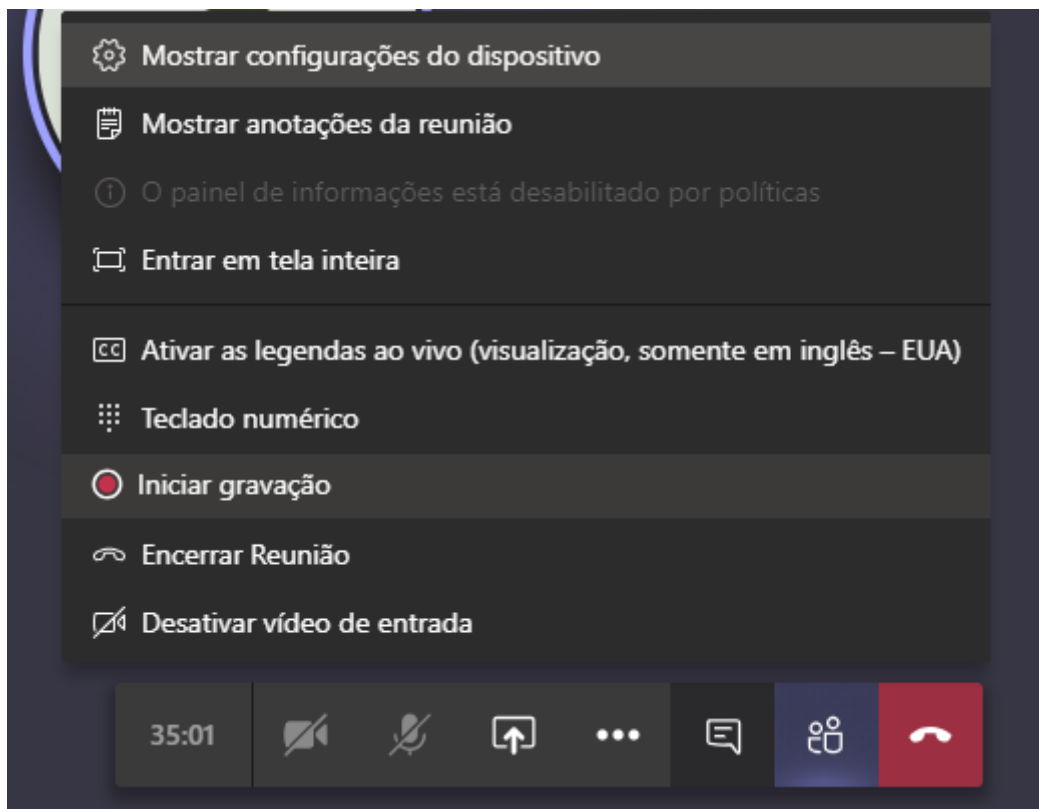 Mostrar configurações do dispositivo
Mostrar anotações da reunião
O painel de informações está desabilitado por políticas
Entrar em tela inteira
CC Ativar as legendas ao vivo (visualização, somente em inglês – EUA)
Teclado numérico
Iniciar gravação
Encerrar Reunião
Desativar vídeo de entrada
35:01